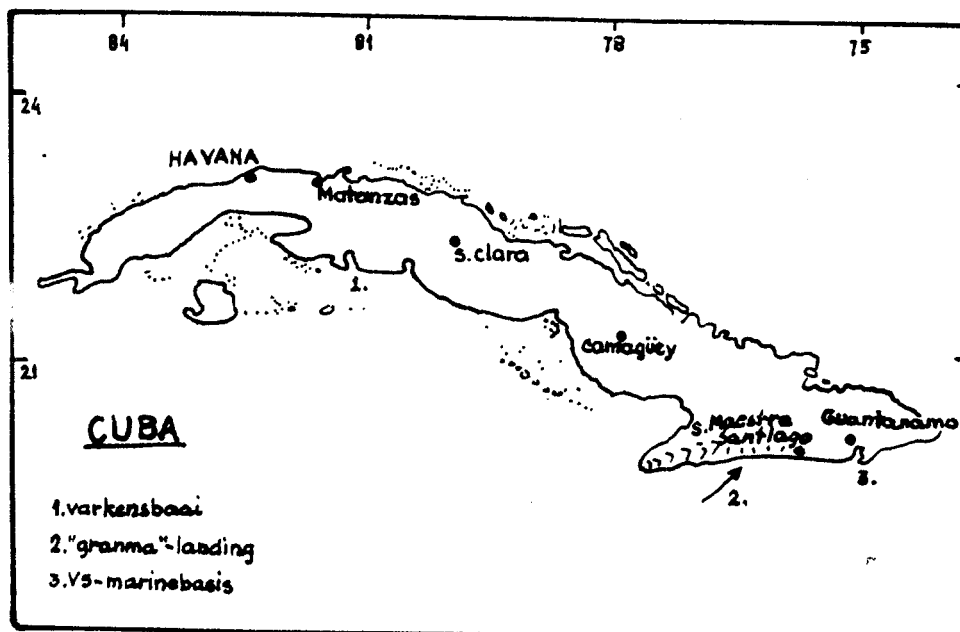 84 81 78 75
24
HAVANA
Matanzas
S.clara
1.
Camagüey
21
S.Maestra
Santiago
Guantanamo
2.
3.
CUBA
1.varkensbaai
2."granma"-landing
3.VS-marinebasis